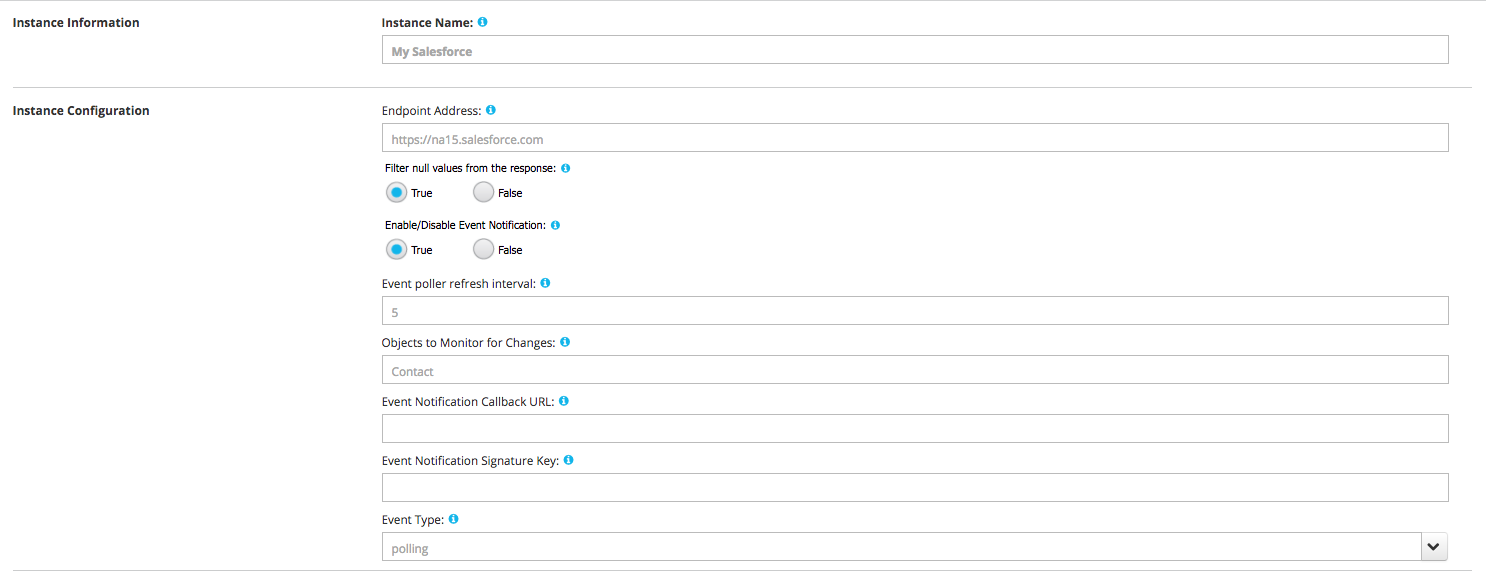 Instance Information
Instance Name:
My Salesforce
Instance Configuration
Endpoint Address:
https://na15.salesforce.com
Filter null values from the response:
True False
Enable/Disable Event Notification:
True False
Event poller refresh interval:
5
Objects to Monitor for Changes:
Contact
Event Notification Callback URL:
Event Notification Signature Key:
Event Type:
polling